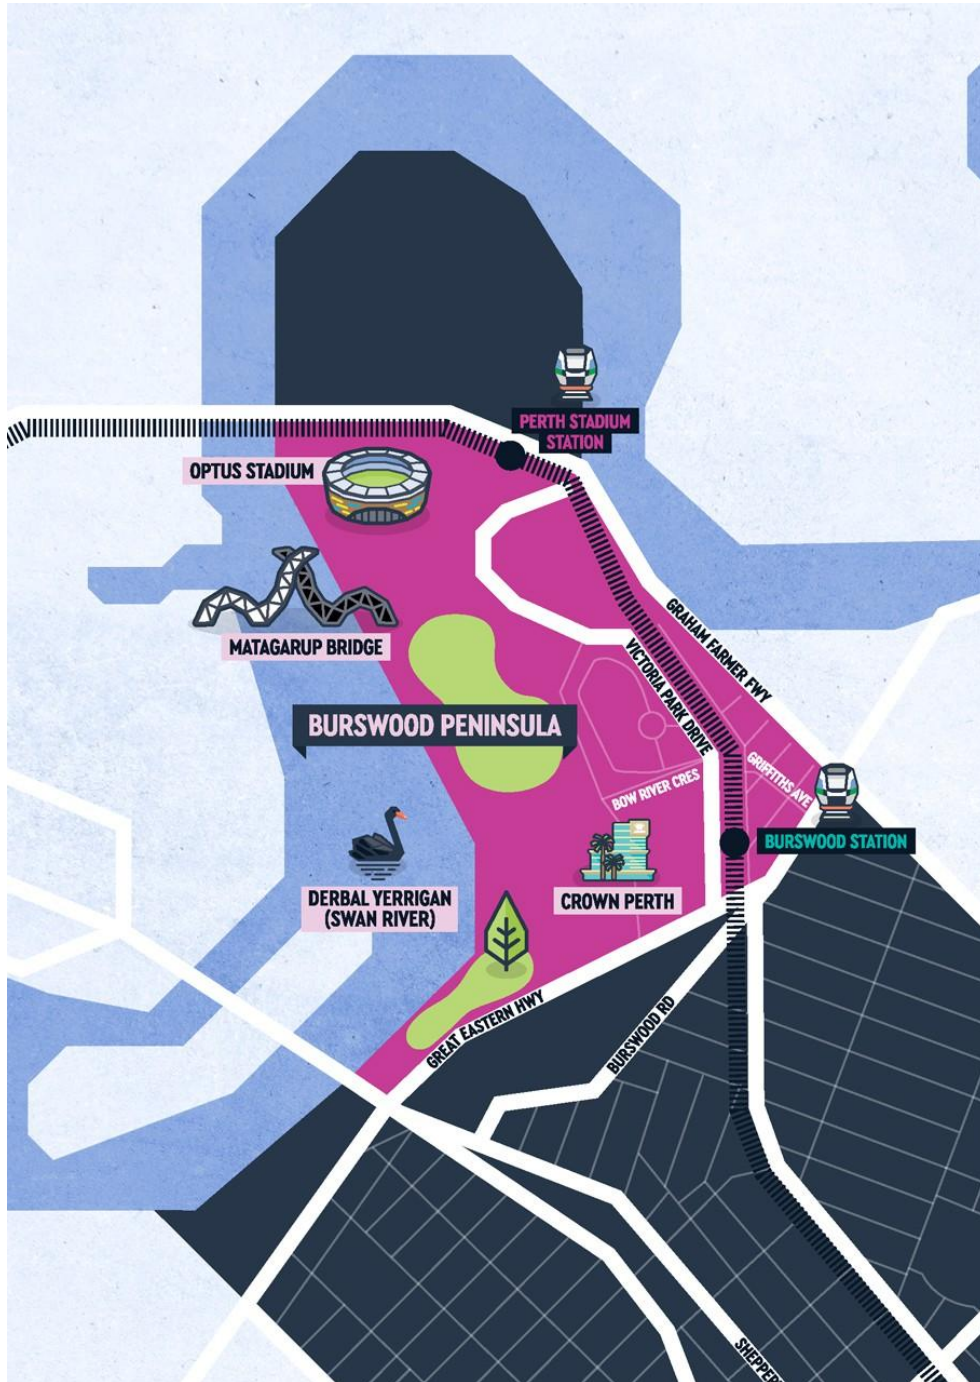 PERTH STADIUM
STATION
OPTUS STADIUM
MATAGARUP BRIDGE
GRAHAM FARMER FWY
VICTORIA PARK DRIVE
BURSWOOD PENINSULA
GRIFFITHS AVE
BOW RIVER CRES
BURSWOOD STATION
DERBAL YERRIGAN
(SWAN RIVER)
CROWN PERTH
GREAT EASTERN HWY
BURSWOOD RD
SHEPPER